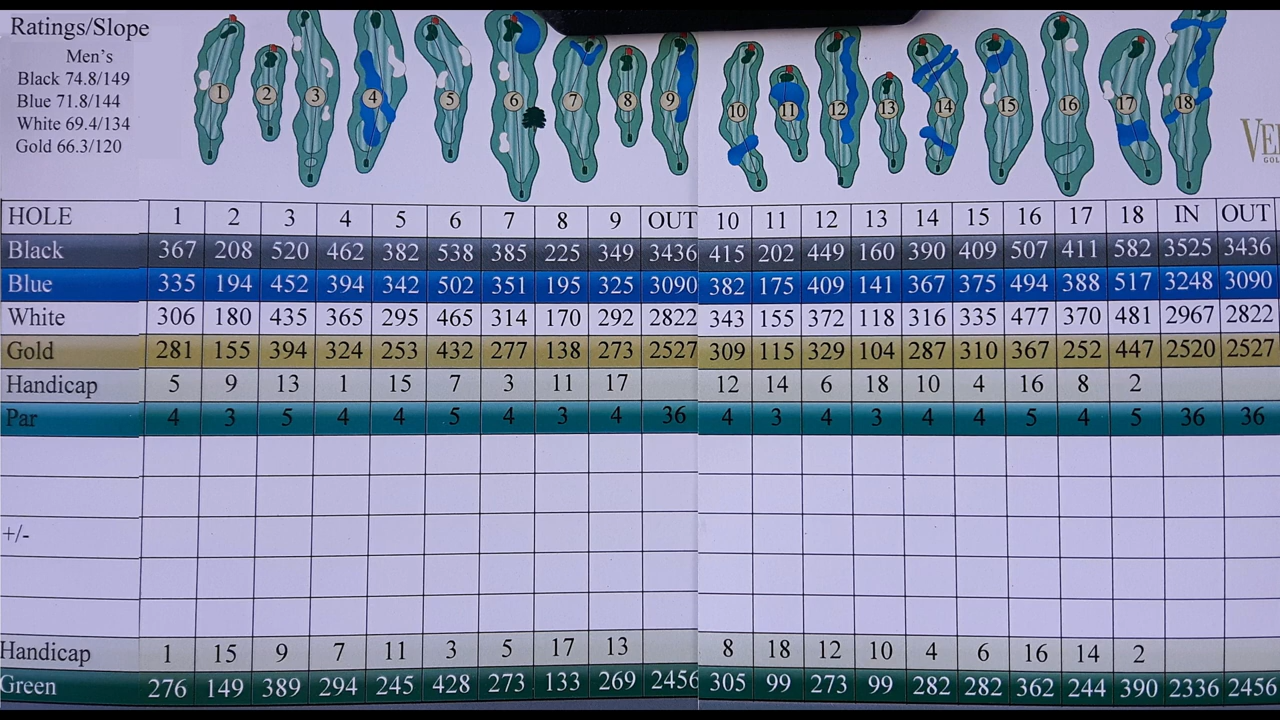 Ratings/Slope
Men's
Black 74.8/149
Blue 71.8/144
White 69.4/134
Gold 66.3/120
1 2 3 4 5 6 7 8 9 10 11 12 13 14 15 16 17 18
HOLE 1 2 3 4 5 6 7 8 9 OUT 10 11 12 13 14 15 16 17 18 IN OUT
Black 367 208 520 462 382 538 385 225 349 3436 415 202 449 160 390 409 507 411 582 3525 3436
Blue 335 194 452 394 342 502 351 195 325 3090 382 175 409 141 367 375 494 388 517 3248 3090
White 306 180 435 365 295 465 314 170 292 2822 343 155 372 118 316 335 477 370 481 2967 2822
Gold 281 155 394 324 253 432 277 138 273 2527 309 115 329 104 287 310 367 252 447 2520 2527
Handicap 5 9 13 1 15 7 3 11 17 12 14 6 18 10 4 16 8 2
Par 4 3 5 4 4 5 4 3 4 36 4 3 4 3 4 4 5 4 5 36 36
+/-
Handicap 1 15 9 7 11 3 5 17 13 8 18 12 10 4 6 16 14 2
Green 276 149 389 294 245 428 273 133 269 2456 305 99 273 99 282 282 362 244 390 2336 2456